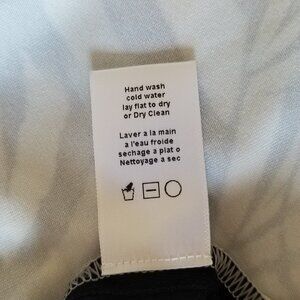 Hand wash
cold water
lay flat to dry
or Dry Clean
Laver a la main
a l'eau froide
sechage a plat o
Nettoyage a sec